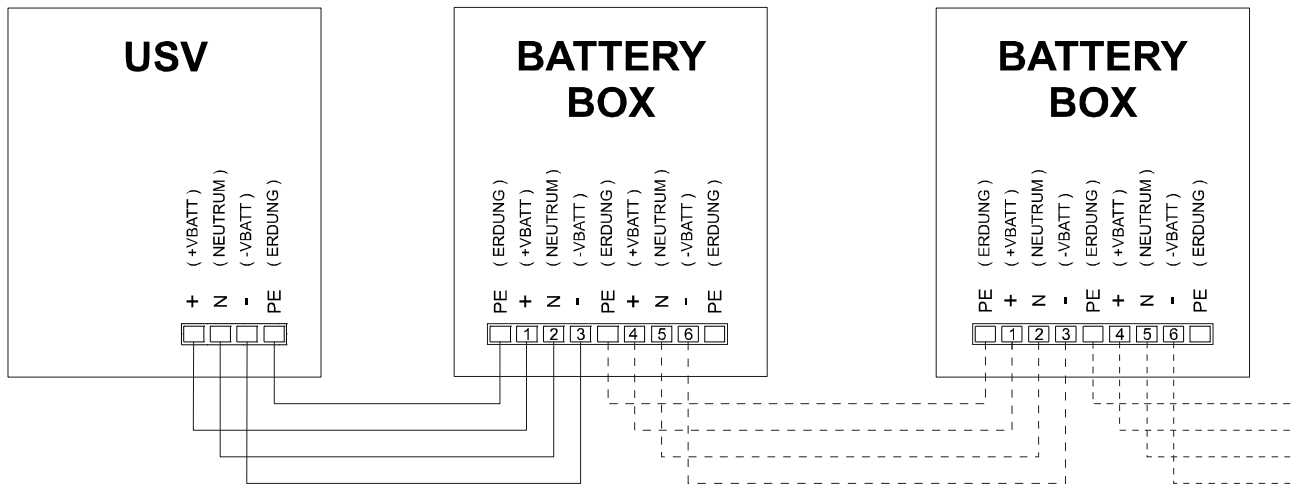 USV
( +VBATT )
( NEUTRUM )
( -VBATT )
( ERDUNG )
+ N - PE
BATTERY
BOX
( ERDUNG )
( +VBATT )
( NEUTRUM )
( -VBATT )
( ERDUNG )
( +VBATT )
( NEUTRUM )
( -VBATT )
( ERDUNG )
PE + N - PE + N - PE
1 2 3 4 5 6
BATTERY
BOX
( ERDUNG )
( +VBATT )
( NEUTRUM )
( -VBATT )
( ERDUNG )
( +VBATT )
( NEUTRUM )
( -VBATT )
( ERDUNG )
PE + N - PE + N - PE
1 2 3 4 5 6